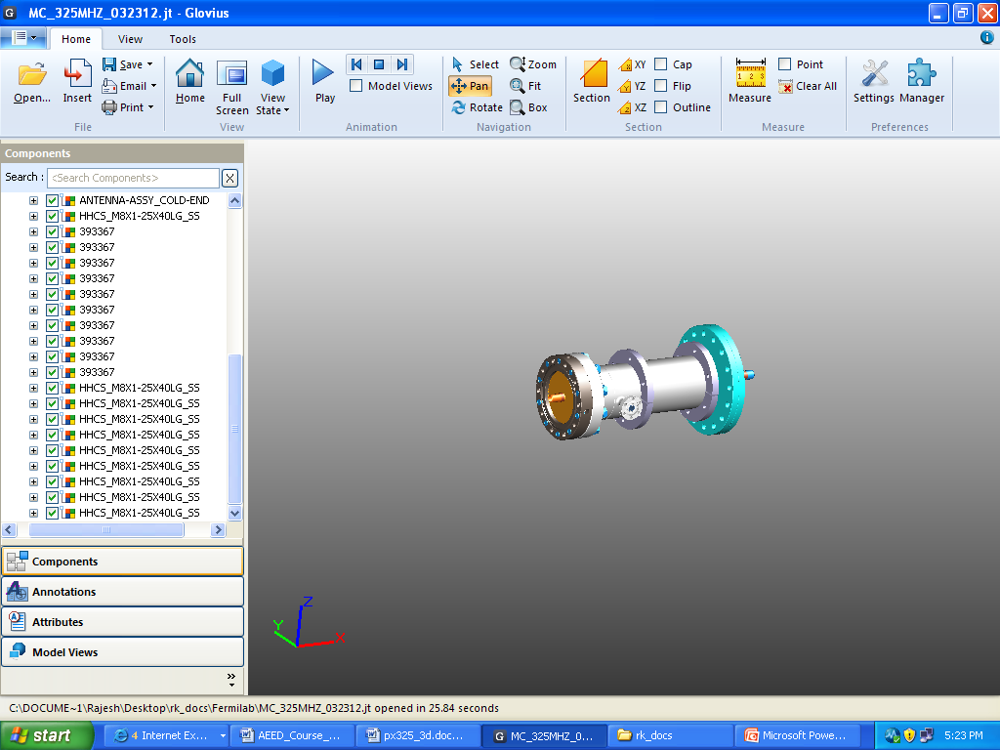 MC_325MHZ_032312.jt - Glovius
Home View Tools
Open... Insert Save Email Print
File
Home Full Screen View State
View
Play Model Views
Animation
Select Zoom
Pan Fit
Rotate Box
Navigation
Section XY Cap
YZ Flip
XZ Outline
Section
Measure Point
Clear All
Measure
Settings Manager
Preferences
Components
Search : <Search Components>
ANTENNA-ASSY_COLD-END
HHCS_M8X1-25X40LG_SS
393367
393367
393367
393367
393367
393367
393367
393367
393367
393367
HHCS_M8X1-25X40LG_SS
HHCS_M8X1-25X40LG_SS
HHCS_M8X1-25X40LG_SS
HHCS_M8X1-25X40LG_SS
HHCS_M8X1-25X40LG_SS
HHCS_M8X1-25X40LG_SS
HHCS_M8X1-25X40LG_SS
HHCS_M8X1-25X40LG_SS
HHCS_M8X1-25X40LG_SS
Components
Annotations
Attributes
Model Views
Z
Y
X
C:\DOCUME~1\Rajesh\Desktop\rk_docs\Fermilab\MC_325MHZ_032312.jt opened in 25.84 seconds
start 4 Internet Ex... AEED_Course_... px325_3d.doc... MC_325MHZ_0... rk_docs Microsoft Powe... 5:23 PM